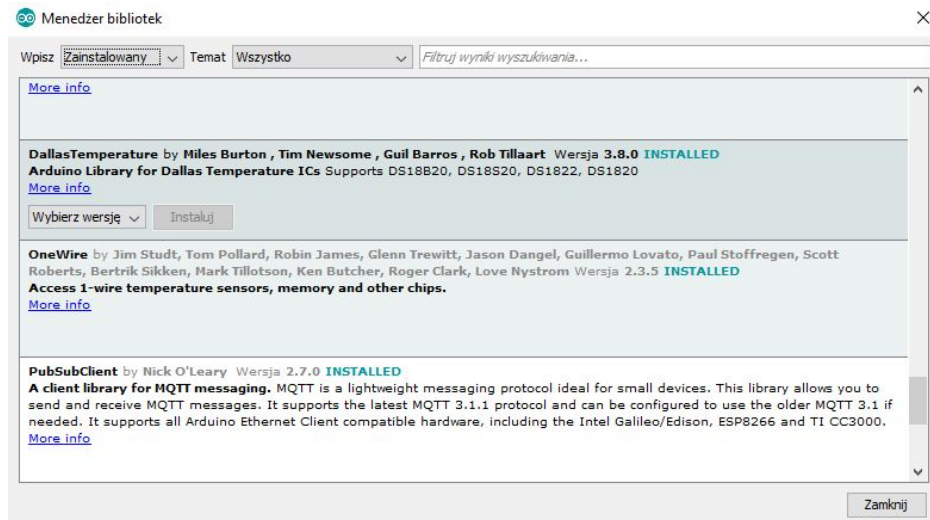 Menedżer bibliotek
Wpisz Zainstalowany Temat Wszystko Filtruj wyniki wyszukiwania...
More info
DallasTemperature by Miles Burton , Tim Newsome , Guil Barros , Rob Tillaart Wersja 3.8.0 INSTALLED
Arduino Library for Dallas Temperature ICs Supports DS18B20, DS18S20, DS1822, DS1820
More info
Wybierz wersję Instaluj
OneWire by Jim Studt, Tom Pollard, Robin James, Glenn Trewitt, Jason Dangel, Guillermo Lovato, Paul Stoffregen, Scott
Roberts, Bertrik Sikken, Mark Tillotson, Ken Butcher, Roger Clark, Love Nystrom Wersja 2.3.5 INSTALLED
Access 1-wire temperature sensors, memory and other chips.
More info
PubSubClient by Nick O'Leary Wersja 2.7.0 INSTALLED
A client library for MQTT messaging. MQTT is a lightweight messaging protocol ideal for small devices. This library allows you to
send and receive MQTT messages. It supports the latest MQTT 3.1.1 protocol and can be configured to use the older MQTT 3.1 if
needed. It supports all Arduino Ethernet Client compatible hardware, including the Intel Galileo/Edison, ESP8266 and TI CC3000.
More info
Zamknij